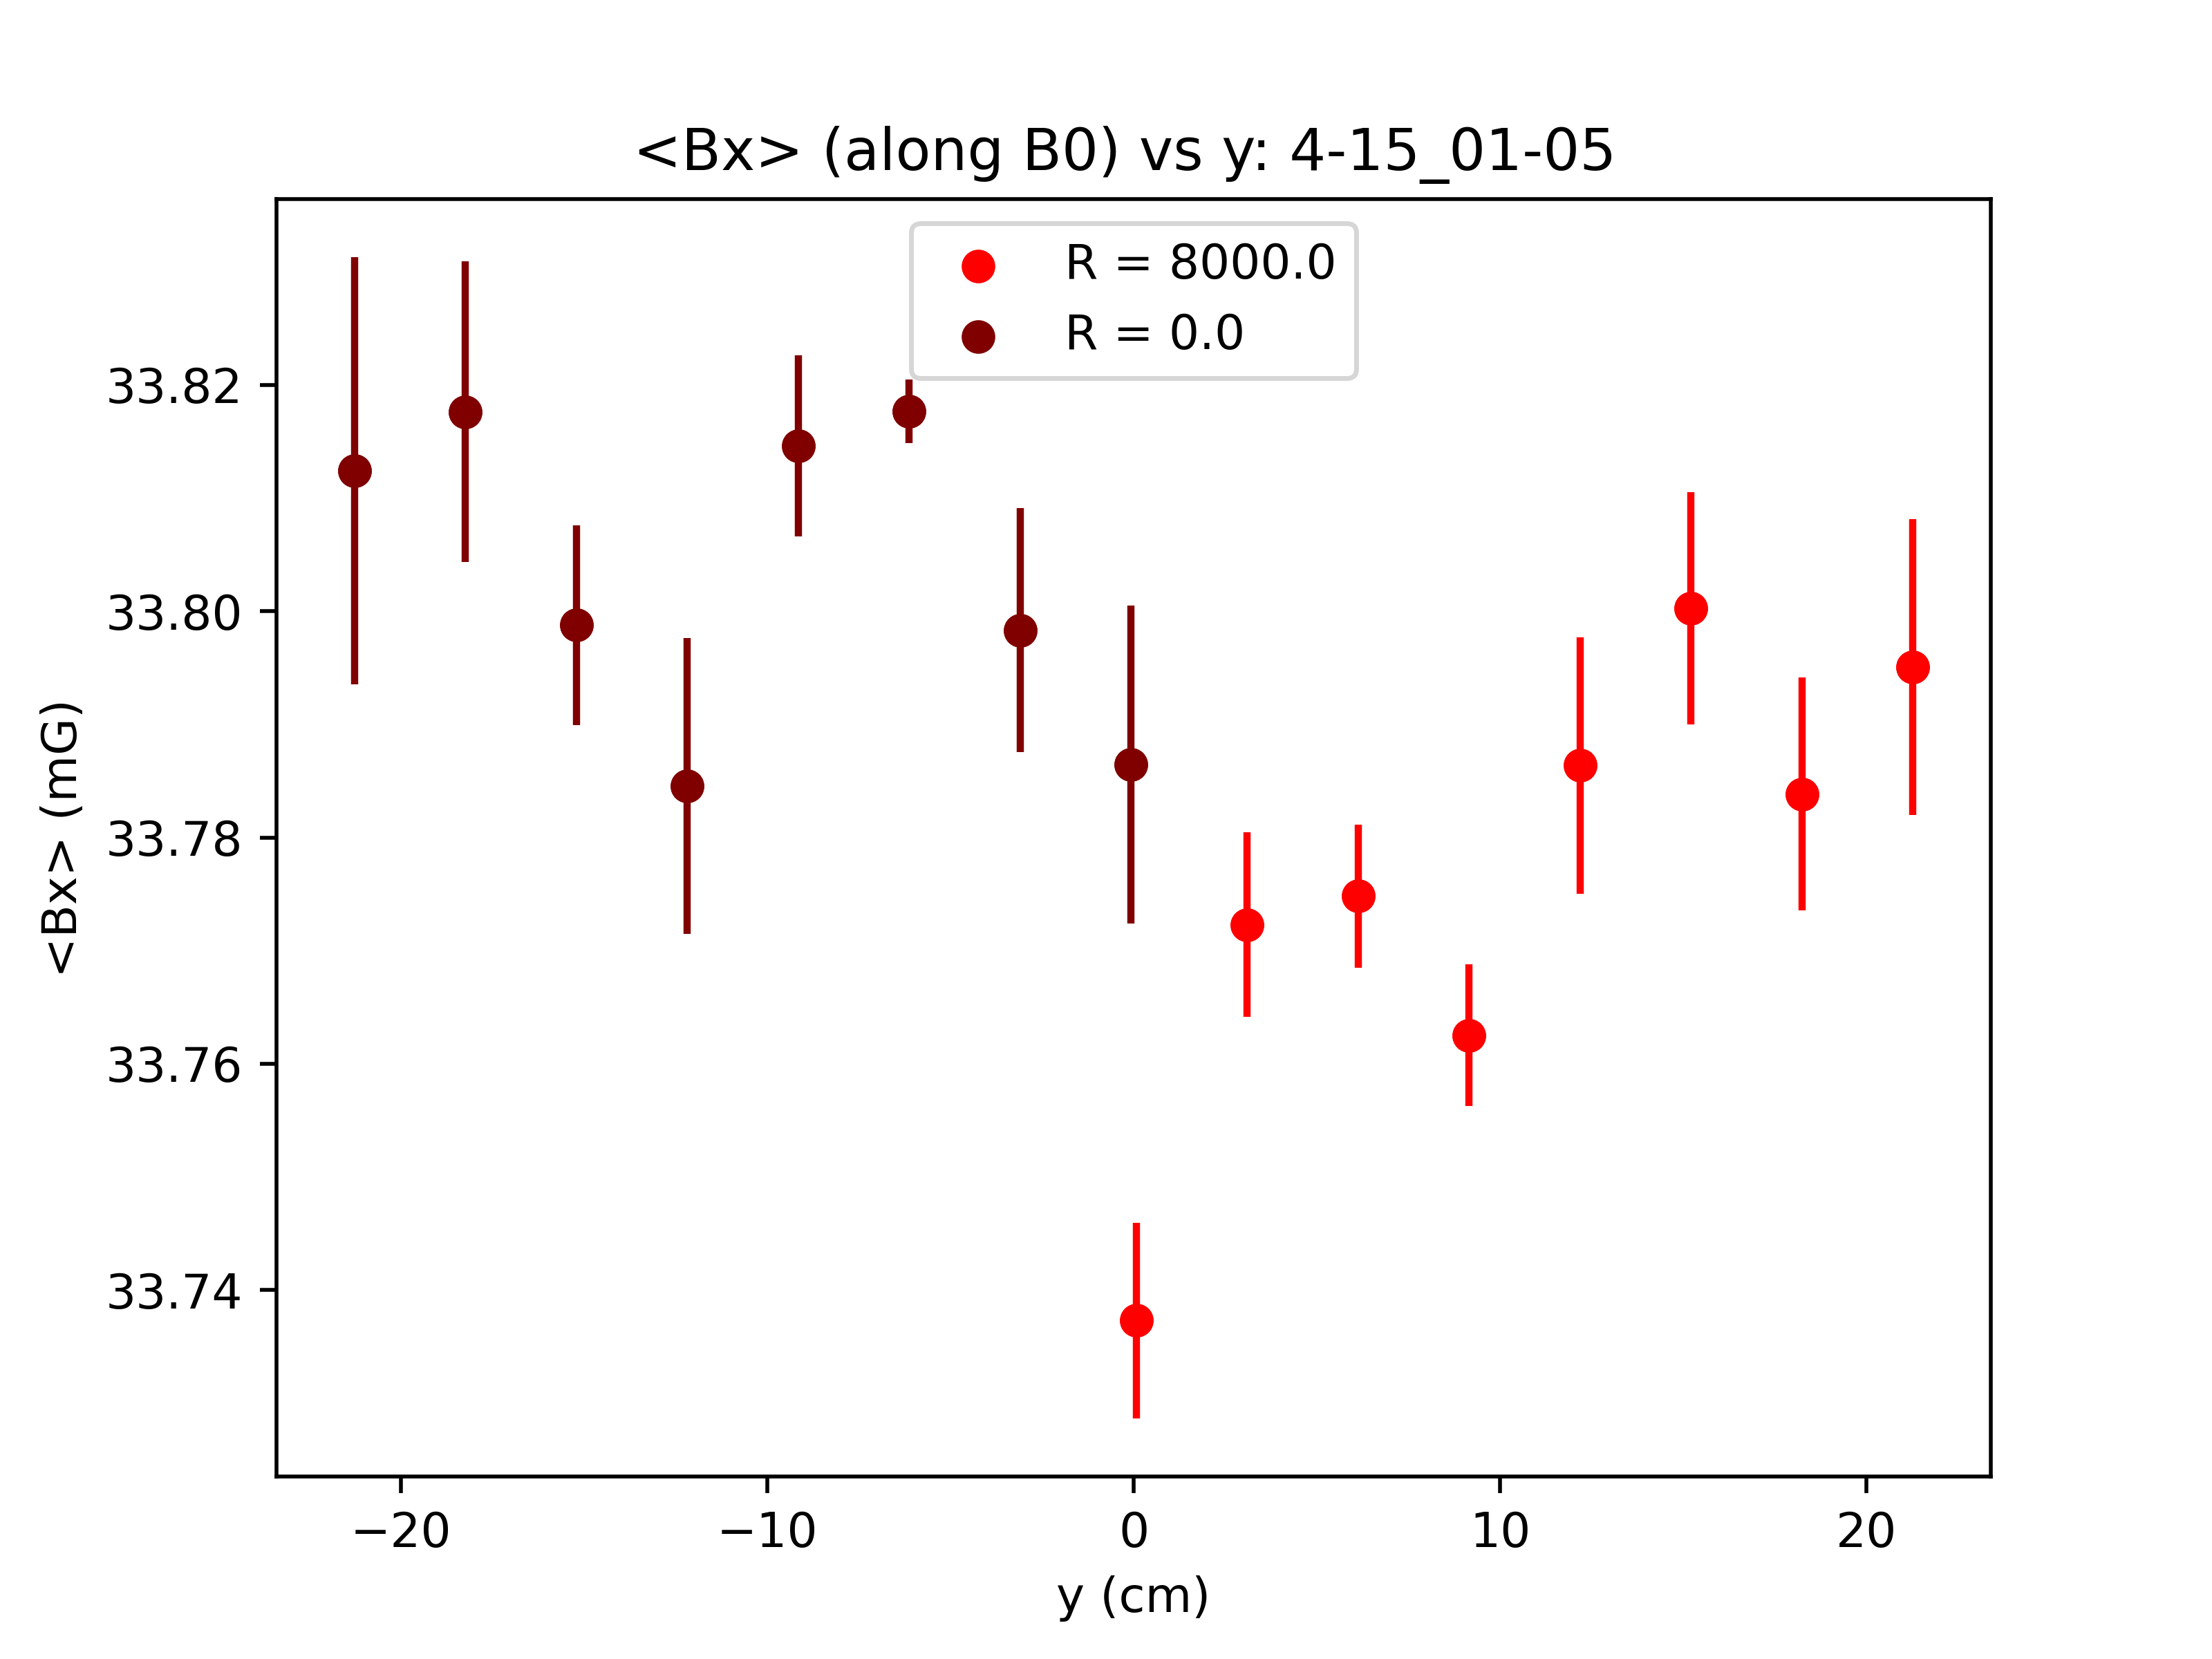 <Bx> (along B0) vs y: 4-15_01-05
R = 8000.0
R = 0.0
33.82
33.80
33.78
33.76
33.74
<Bx> (mG)
−20
−10
0
10
20
y (cm)